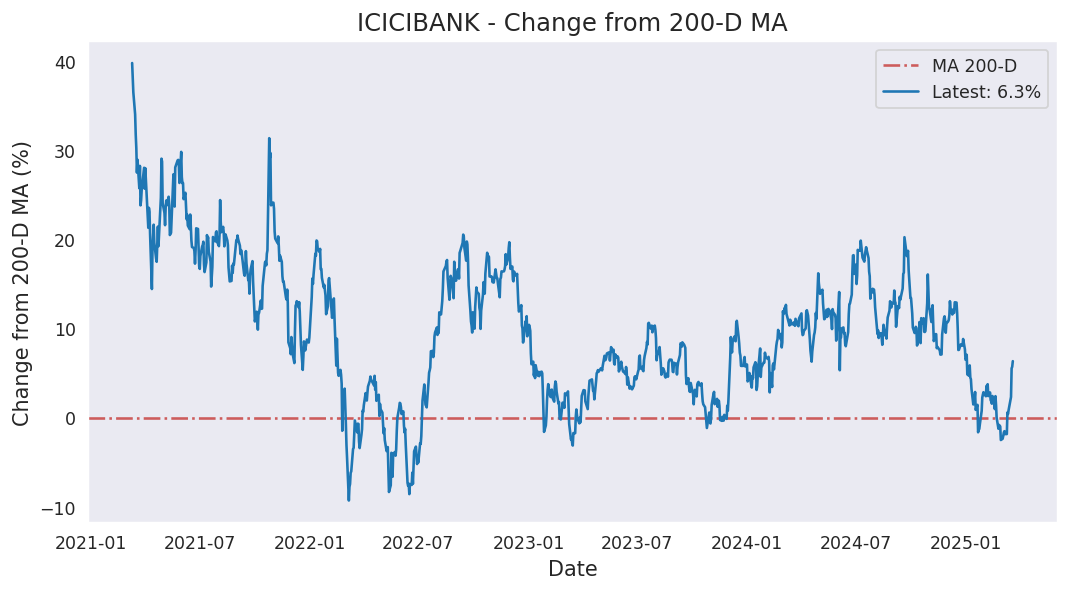 ICICIBANK - Change from 200-D MA
MA 200-D
Latest: 6.3%
Change from 200-D MA (%)
40
30
20
10
0
−10
2021-01 2021-07 2022-01 2022-07 2023-01 2023-07 2024-01 2024-07 2025-01
Date